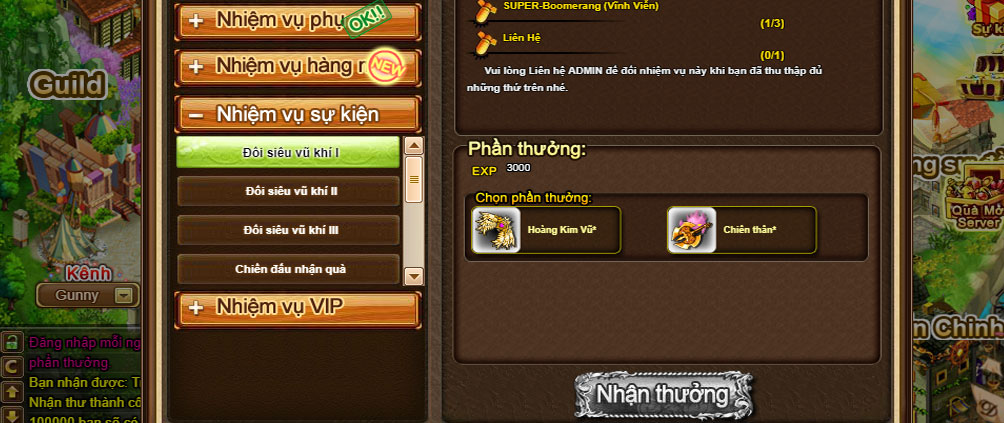 Nhiệm vụ phụ
OK!!
Nhiệm vụ hàng n
NEW
Nhiệm vụ sự kiện
Đổi siêu vũ khí I
Đổi siêu vũ khí II
Đổi siêu vũ khí III
Chiến đấu nhận quà
Nhiệm vụ VIP
SUPER-Boomerang (Vĩnh Viễn)
(1/3)
Liên Hệ
(0/1)
Vui lòng Liên hệ ADMIN để đổi nhiệm vụ này khi bạn đã thu thập đủ
những thứ trên nhé.
Phần thưởng:
EXP 3000
Chọn phần thưởng:
Hoàng Kim Vũ*
Chiến thần*
Nhận thưởng
Guild
Kênh
Gunny
Đăng nhập mỗi ng
phần thưởng.
Bạn nhận được:
Nhận thư thành cô
100000 bạn sẽ có
Sự k
Quà Mở
Server
n Chinh